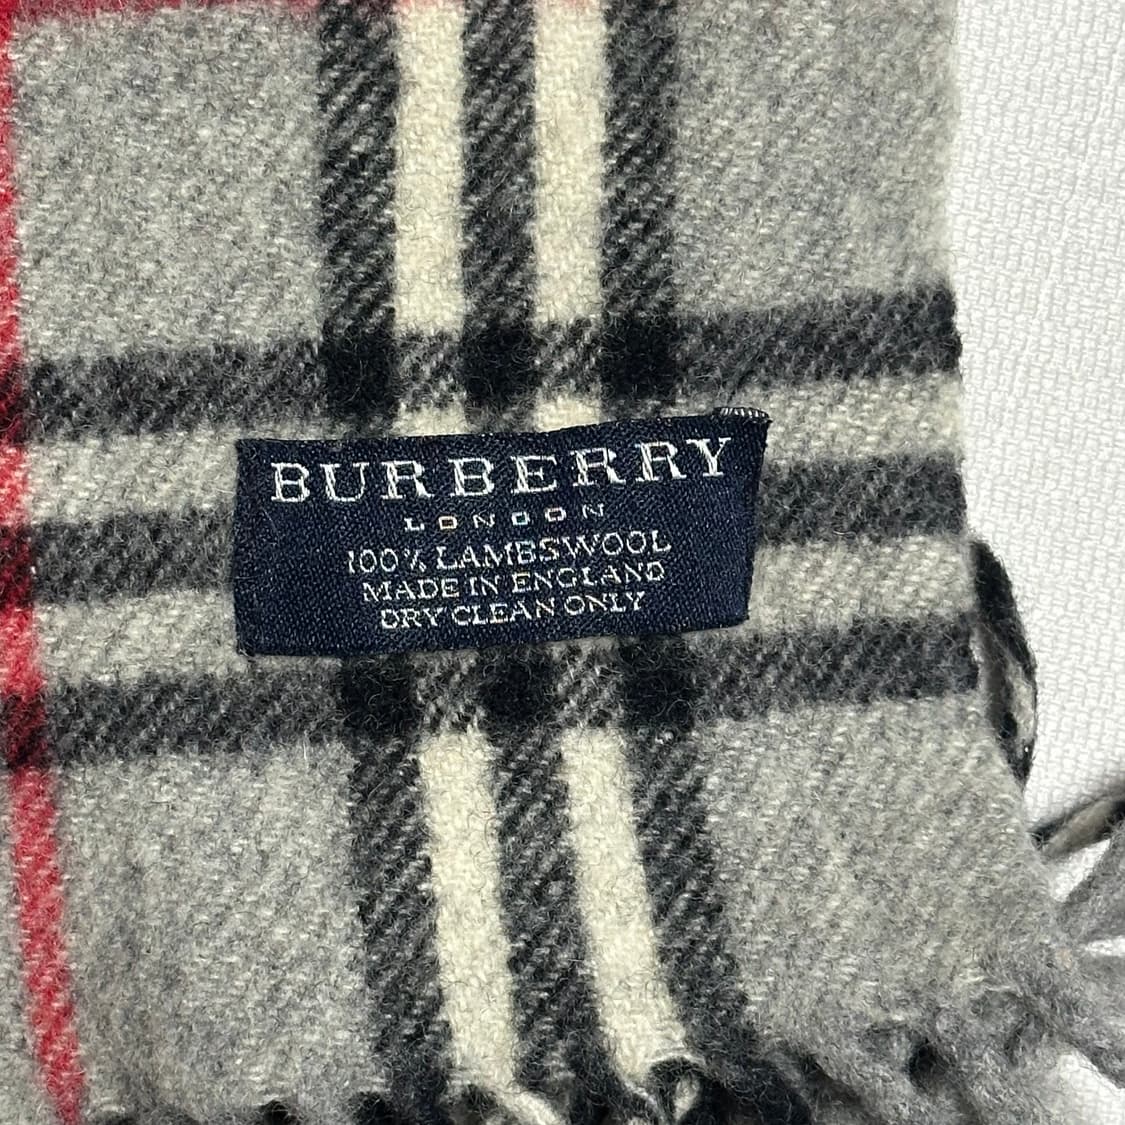 BURBERRY
LONDON
100% LAMBSWOOL
MADE IN ENGLAND
DRY CLEAN ONLY